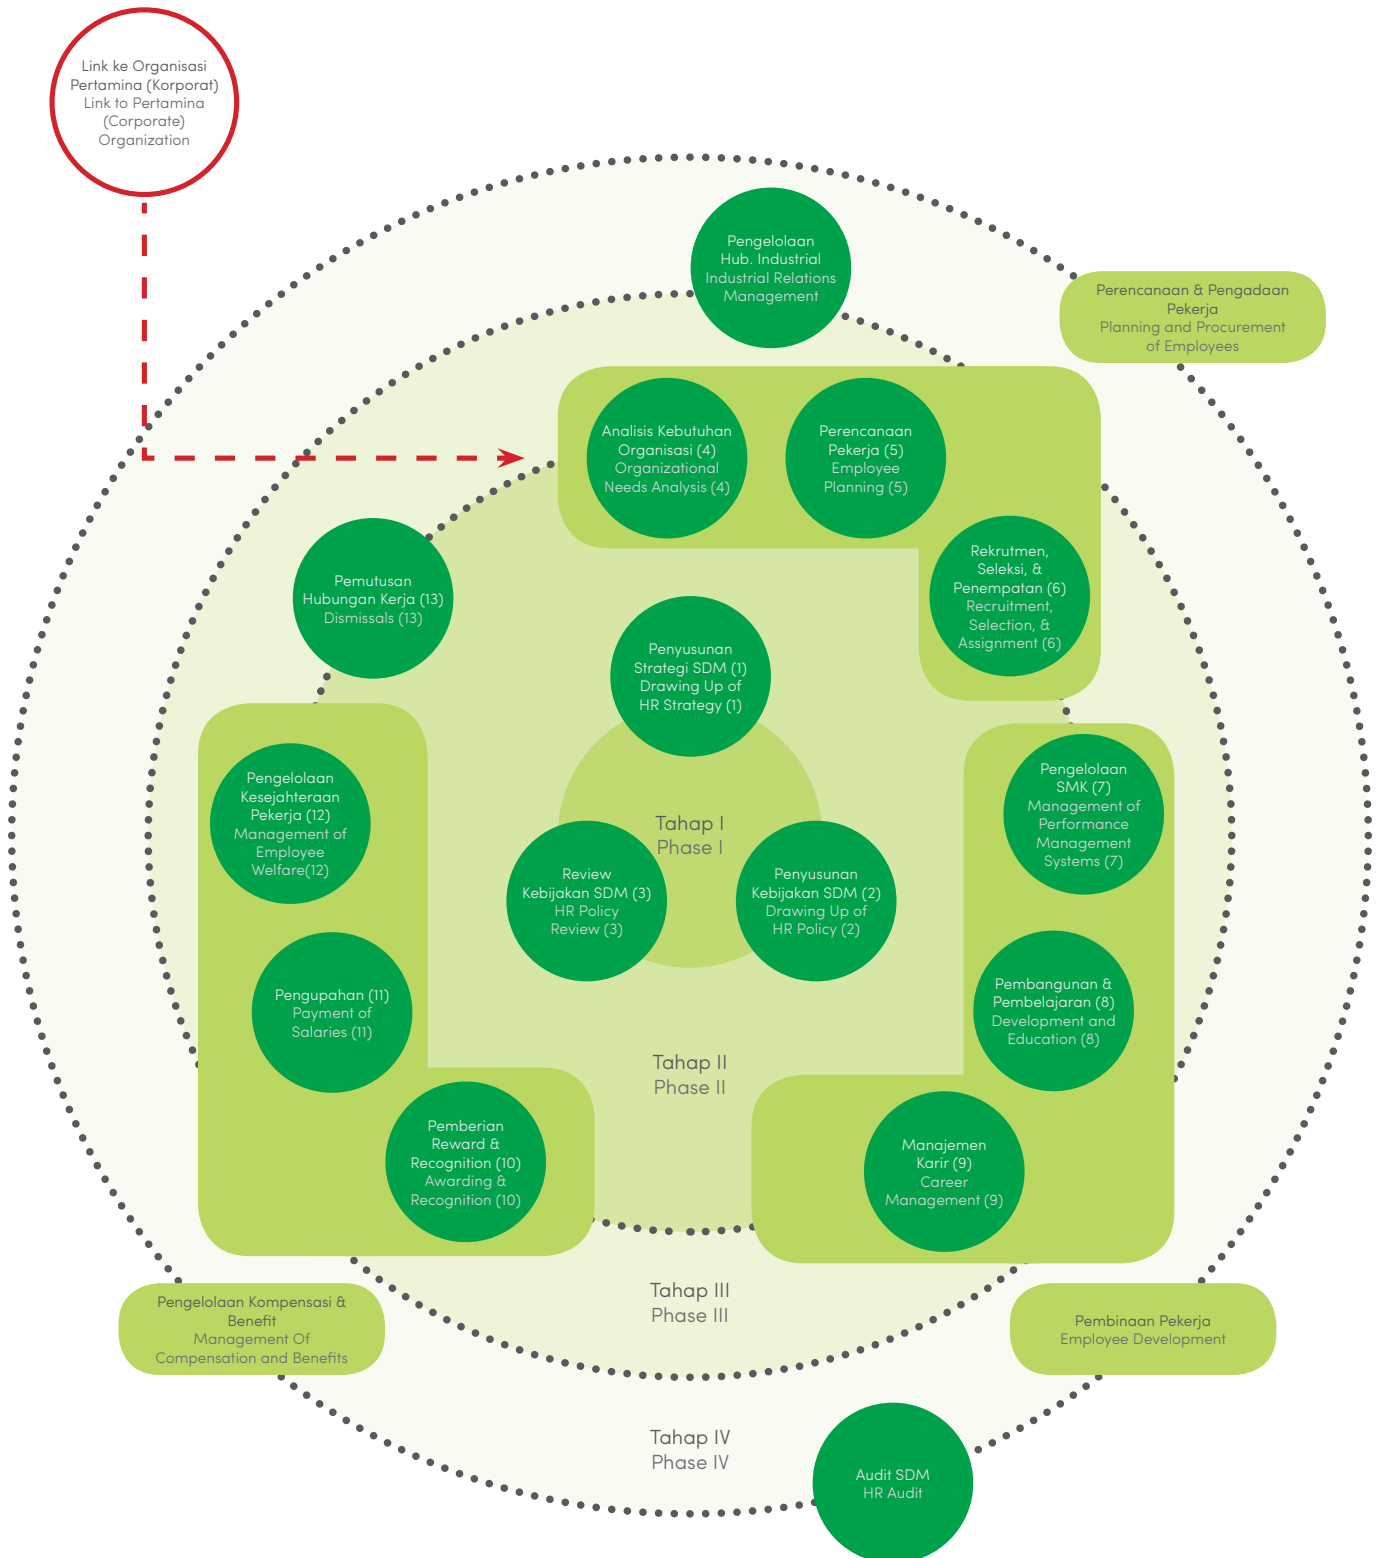 Link ke Organisasi
Pertamina (Korporat)
Link to Pertamina
(Corporate)
Organization
Pengelolaan
Hub. Industrial
Industrial Relations
Management
Perencanaan & Pengadaan
Pekerja
Planning and Procurement
of Employees
Analisis Kebutuhan
Organisasi (4)
Organizational
Needs Analysis (4)
Perencanaan
Pekerja (5)
Employee
Planning (5)
Rekrutmen,
Seleksi, &
Penempatan (6)
Recruitment,
Selection, &
Assignment (6)
Pemutusan
Hubungan Kerja (13)
Dismissals (13)
Penyusunan
Strategi SDM (1)
Drawing Up of
HR Strategy (1)
Pengelolaan
Kesejahteraan
Pekerja (12)
Management of
Employee
Welfare(12)
Tahap I
Phase I
Pengelolaan
SMK (7)
Management of
Performance
Management
Systems (7)
Review
Kebijakan SDM (3)
HR Policy
Review (3)
Penyusunan
Kebijakan SDM (2)
Drawing Up of
HR Policy (2)
Pengupahan (11)
Payment of
Salaries (11)
Pembangunan &
Pembelajaran (8)
Development and
Education (8)
Tahap II
Phase II
Pemberian
Reward &
Recognition (10)
Awarding &
Recognition (10)
Manajemen
Karir (9)
Career
Management (9)
Tahap III
Phase III
Pengelolaan Kompensasi &
Benefit
Management Of
Compensation and Benefits
Pembinaan Pekerja
Employee Development
Tahap IV
Phase IV
Audit SDM
HR Audit